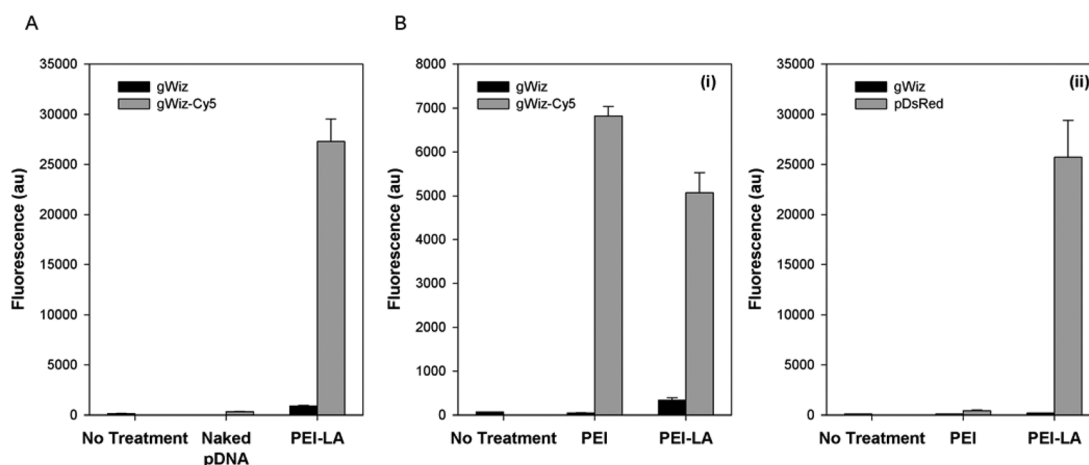 A
35000
30000
25000
20000
15000
10000
5000
0
Fluorescence (au)
gWiz
gWiz-Cy5
No Treatment
Naked
pDNA
PEI-LA
B
8000
7000
6000
5000
4000
3000
2000
1000
0
Fluorescence (au)
gWiz
gWiz-Cy5
(i)
No Treatment
PEI
PEI-LA
35000
30000
25000
20000
15000
10000
5000
0
Fluorescence (au)
gWiz
pDsRed
(ii)
No Treatment
PEI
PEI-LA